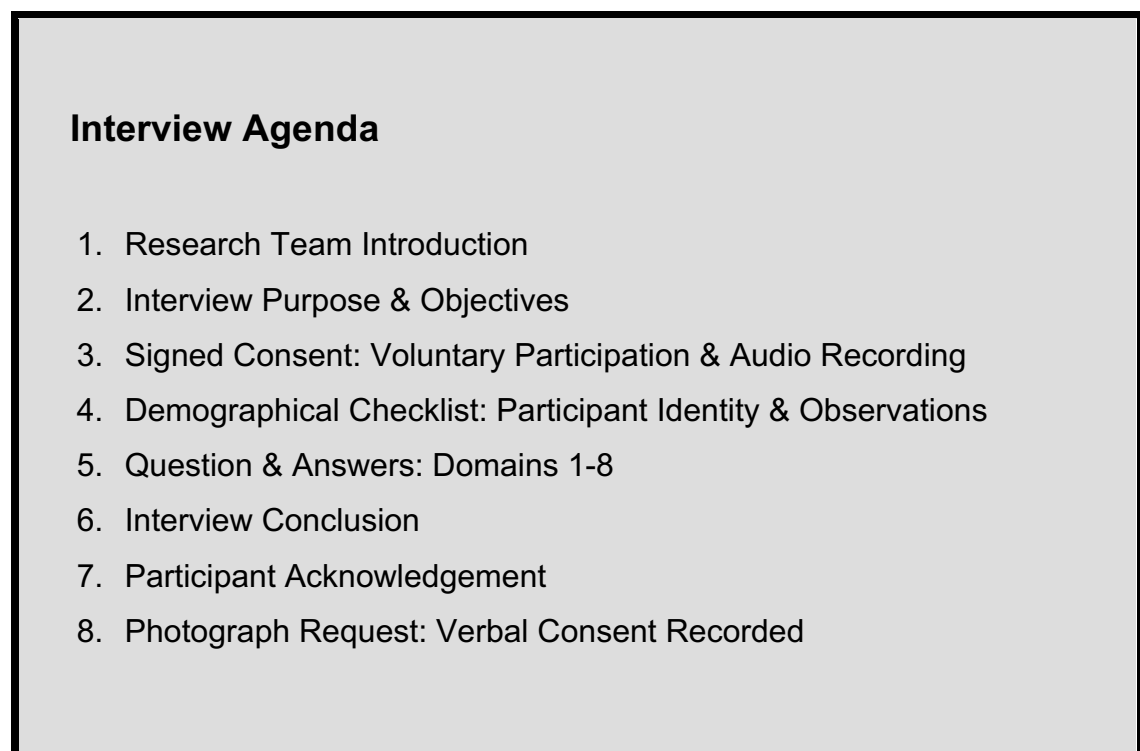 Interview Agenda
1. Research Team Introduction
2. Interview Purpose & Objectives
3. Signed Consent: Voluntary Participation & Audio Recording
4. Demographical Checklist: Participant Identity & Observations
5. Question & Answers: Domains 1-8
6. Interview Conclusion
7. Participant Acknowledgement
8. Photograph Request: Verbal Consent Recorded